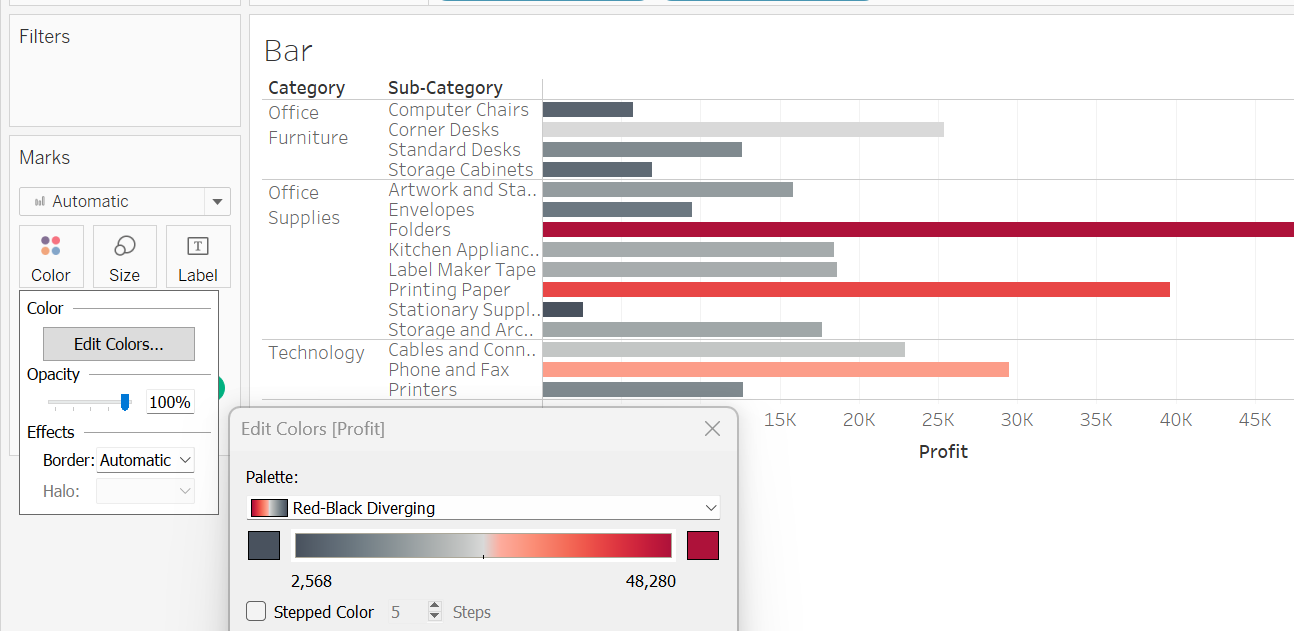 Filters
Marks
Automatic
Color
Size
T
Label
Color
Edit Colors...
Opacity
100%
Effects
Border: Automatic
Halo:
Bar
Category Sub-Category
Office Furniture
Computer Chairs
Corner Desks
Standard Desks
Storage Cabinets
Office Supplies
Artwork and Sta..
Envelopes
Folders
Kitchen Applianc..
Label Maker Tape
Printing Paper
Stationary Suppl..
Storage and Arc..
Technology
Cables and Conn..
Phone and Fax
Printers
15K 20K 25K 30K 35K 40K 45K
Profit
Edit Colors [Profit]
Palette:
Red-Black Diverging
2,568 48,280
Stepped Color 5 Steps